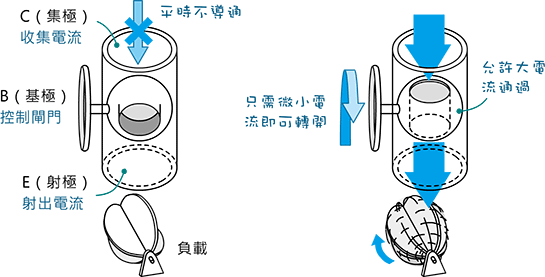 C（集極）
收集電流
平時不導通
B（基極）
控制閘門
E（射極）
射出電流
負載
只需微小電
流即可轉開
允許大電
流通過